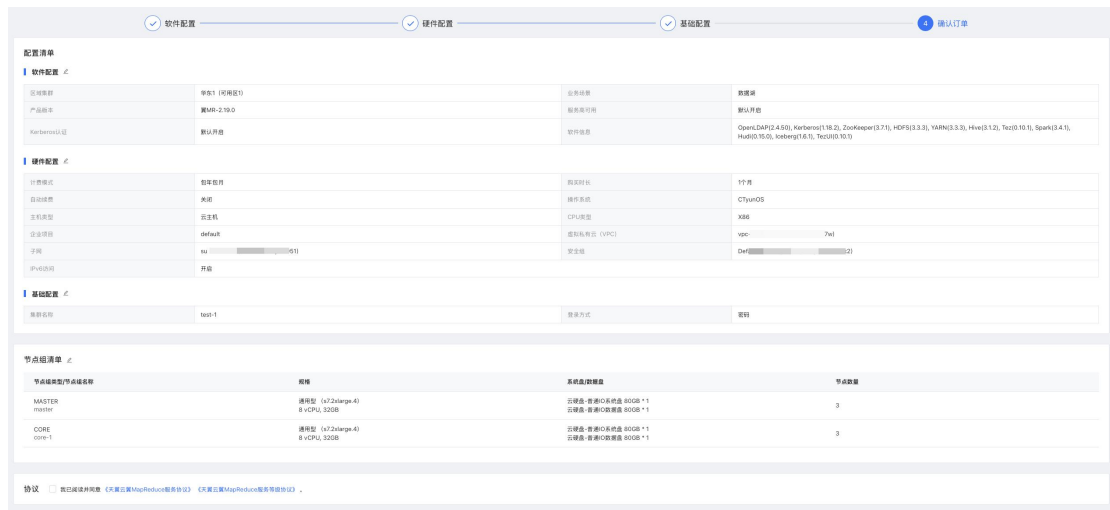 软件配置
硬件配置
基础配置
4 确认订单
配置清单
软件配置
区域集群 华东1（可用区1） 业务场景 数据湖
产品版本 翼MR-2.19.0 服务高可用 默认开启
Kerberos认证 默认开启 软件信息 OpenLDAP(2.4.50), Kerberos(1.18.2), ZooKeeper(3.7.1), HDFS(3.3.3), YARN(3.3.3), Hive(3.1.2), Tez(0.10.1), Spark(3.4.1),
Hudi(0.15.0), Iceberg(1.6.1), TezUI(0.10.1)
硬件配置
计费模式 包年包月 购买时长 1个月
自动续费 关闭 操作系统 CTyunOS
主机类型 云主机 CPU类型 X86
企业项目 default 虚拟私有云（VPC） vpc- 7w)
子网 su 61) 安全组 Def :2)
IPv6访问 开启
基础配置
集群名称 test-1 登录方式 密码
节点组清单
节点组类型/节点组名称 规格 系统盘/数据盘 节点数量
MASTER 通用型 （s7.2xlarge.4） 云硬盘-普通IO系统盘 80GB * 1 3
master 8 vCPU, 32GB 云硬盘-普通IO数据盘 80GB * 1
CORE 通用型 （s7.2xlarge.4） 云硬盘-普通IO系统盘 80GB * 1 3
core-1 8 vCPU, 32GB 云硬盘-普通IO数据盘 80GB * 1
协议 我已阅读并同意 《天翼云翼MapReduce服务协议》 《天翼云翼MapReduce服务等级协议》 。